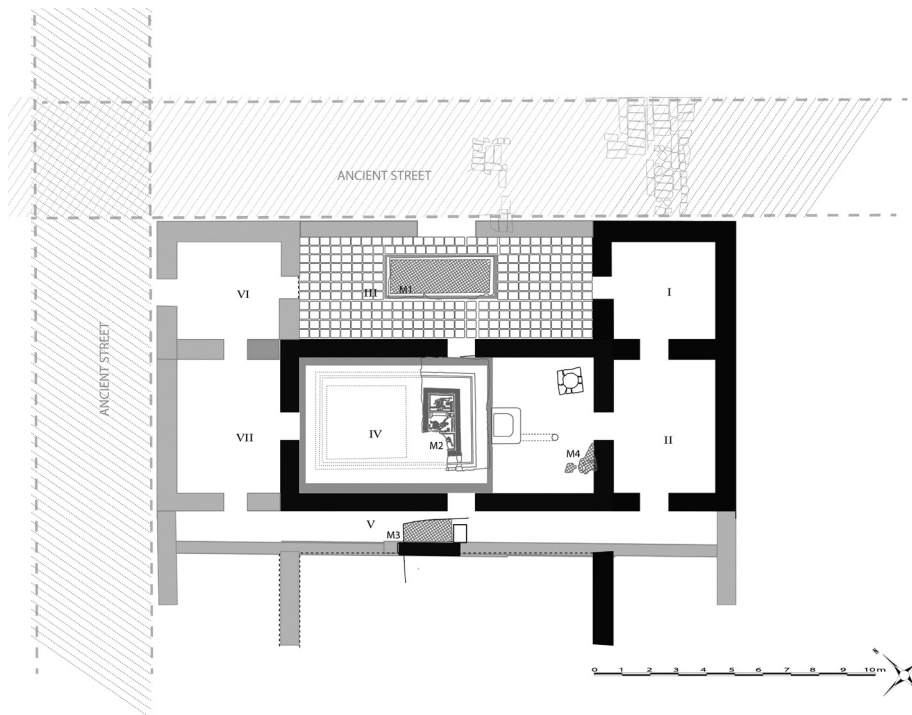 ANCIENT STREET
VI
III
M1
I
ANCIENT STREET
VII
IV
M2
M4
II
V
M3
0 1 2 3 4 5 6 7 8 9 10m
N